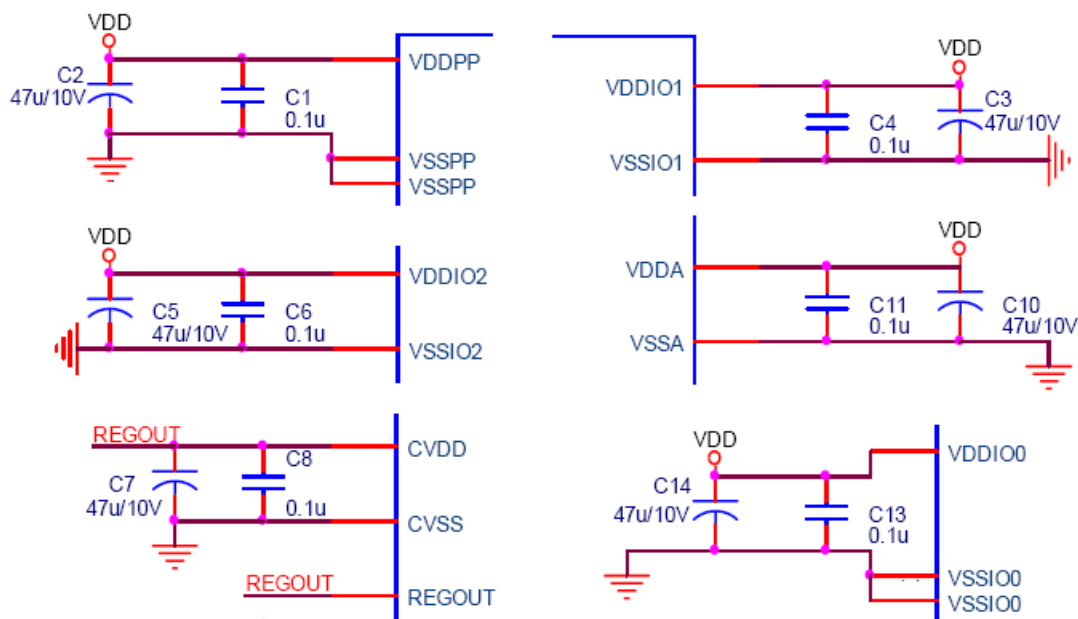 VDD
C2
47u/10V
C1
0.1u
VDDPP
VSSPP
VSSPP
VDDIO1
VSSIO1
C4
0.1u
VDD
C3
47u/10V
VDD
C5
47u/10V
C6
0.1u
VDDIO2
VSSIO2
VDDA
VSSA
C11
0.1u
VDD
C10
47u/10V
REGOUT
C7
47u/10V
C8
0.1u
CVDD
CVSS
REGOUT
REGOUT
VDD
C14
47u/10V
C13
0.1u
VDDIO0
VSSIO0
VSSIO0